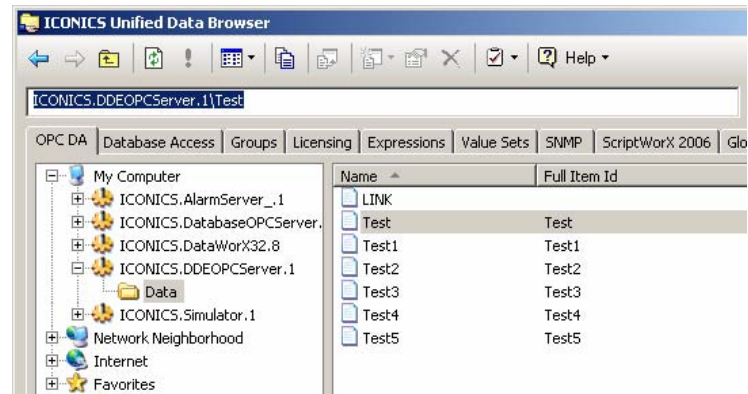 ICONICS Unified Data Browser
Help
ICONICS.DDEOPCServer.1\Test
OPC DA Database Access Groups Licensing Expressions Value Sets SNMP ScriptWorX 2006 Glo
My Computer
ICONICS.AlarmServer_.1
ICONICS.DatabaseOPCServer.
ICONICS.DataWorX32.8
ICONICS.DDEOPCServer.1
Data
ICONICS.Simulator.1
Network Neighborhood
Internet
Favorites
Name Full Item Id
LINK
Test Test
Test1 Test1
Test2 Test2
Test3 Test3
Test4 Test4
Test5 Test5